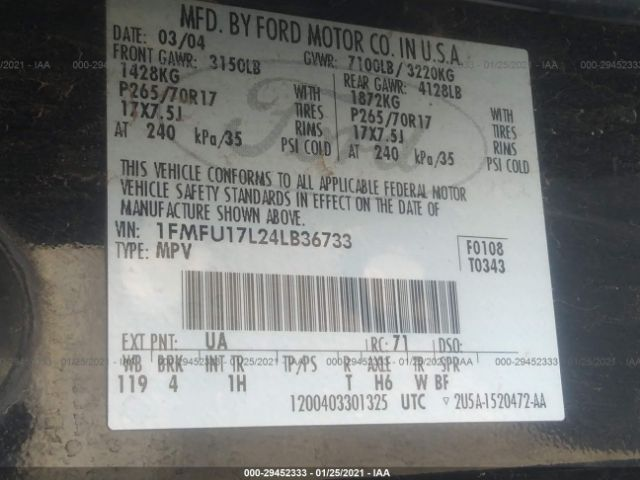 MFD. BY FORD MOTOR CO. IN U.S.A.
DATE: 03/04 GVWR: 7100LB/ 3220KG
FRONT GAWR: 3150LB REAR GAWR: 4128LB
1428KG WITH 1872KG WITH
P265/70R17 TIRES P265/70R17 TIRES
17X7.5J RIMS 17X7.5J RIMS
AT 240 kPa/35 PSI COLD AT 240 kPa/35 PSI COLD
Ford
THIS VEHICLE CONFORMS TO ALL APPLICABLE FEDERAL MOTOR
VEHICLE SAFETY STANDARDS IN EFFECT ON THE DATE OF
MANUFACTURE SHOWN ABOVE.
VIN: 1FMFU17L24LB36733 F0108
TYPE: MPV T0343
EXT PNT: UA RC: 71 DSO:
WB BRK INT TR TP/PS R AXLE TR SPR
119 4 1H T H6 W BF
1200403301325 UTC ▽ 2U5A-1520472-AA
000-29452333 - 01/25/2021 - IAA